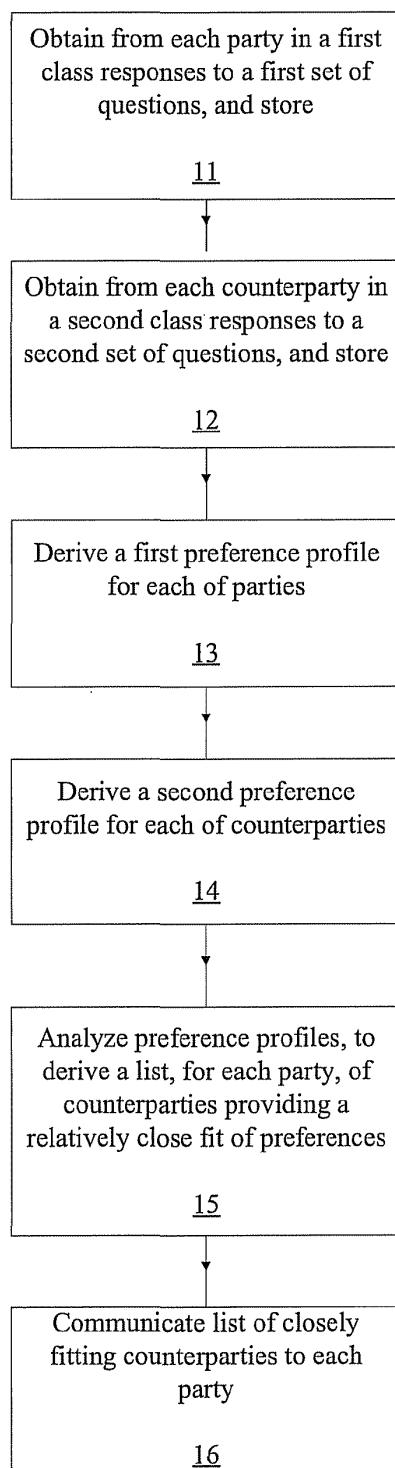 Obtain from each party in a first
class responses to a first set of
questions, and store
11
Obtain from each counterparty in
a second class responses to a
second set of questions, and store
12
Derive a first preference profile
for each of parties
13
Derive a second preference
profile for each of counterparties
14
Analyze preference profiles, to
derive a list, for each party, of
counterparties providing a
relatively close fit of preferences
15
Communicate list of closely
fitting counterparties to each
party
16